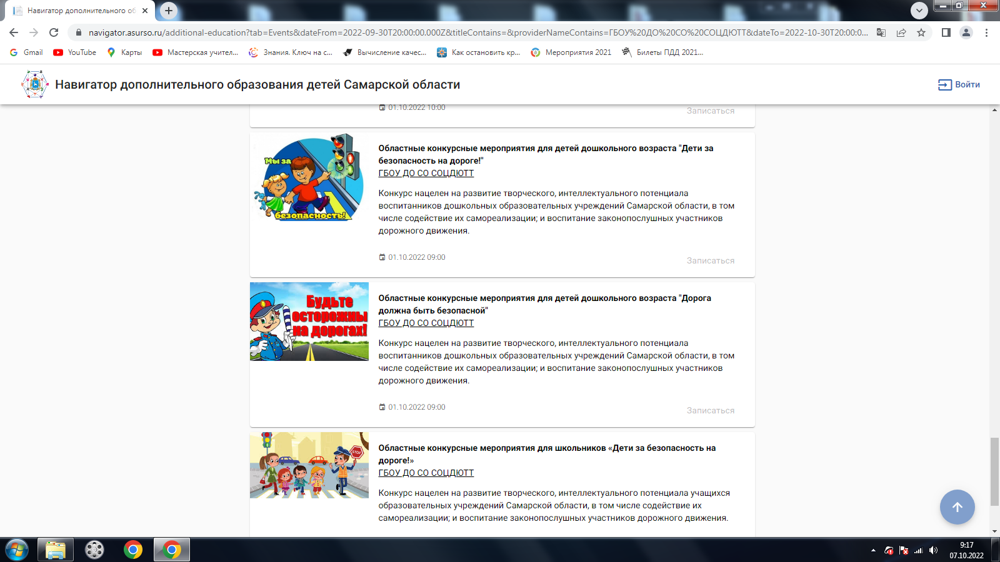 Навигатор дополнительного об
navigator.asurso.ru/additional-education?tab=Events&dateFrom=2022-09-30T20:00:00.000Z&titleContains=&providerNameContains=ГБОУ%20ДО%20СО%20СОЦДЮТТ&dateTo=2022-10-30T20:00:0...
Gmail YouTube Карты Мастерская учител... Знания. Ключ на с... Вычисление качес... Как остановить кр... Мероприятия 2021 Билеты ПДД 2021...
Навигатор дополнительного образования детей Самарской области
Войти
01.10.2022 10:00
Записаться
Мы за
безопасность!
Областные конкурсные мероприятия для детей дошкольного возраста "Дети за
безопасность на дороге!"
ГБОУ ДО СО СОЦДЮТТ
Конкурс нацелен на развитие творческого, интеллектуального потенциала
воспитанников дошкольных образовательных учреждений Самарской области, в том
числе содействие их самореализации; и воспитание законопослушных участников
дорожного движения.
01.10.2022 09:00
Записаться
Будьте
осторожны
на дорогах!
Областные конкурсные мероприятия для детей дошкольного возраста "Дорога
должна быть безопасной"
ГБОУ ДО СО СОЦДЮТТ
Конкурс нацелен на развитие творческого, интеллектуального потенциала
воспитанников дошкольных образовательных учреждений Самарской области, в том
числе содействие их самореализации; и воспитание законопослушных участников
дорожного движения.
01.10.2022 09:00
Записаться
STOP
Областные конкурсные мероприятия для школьников «Дети за безопасность на
дороге!»
ГБОУ ДО СО СОЦДЮТТ
Конкурс нацелен на развитие творческого, интеллектуального потенциала учащихся
образовательных учреждений Самарской области, в том числе содействие их
самореализации; и воспитание законопослушных участников дорожного движения.
9:17
07.10.2022